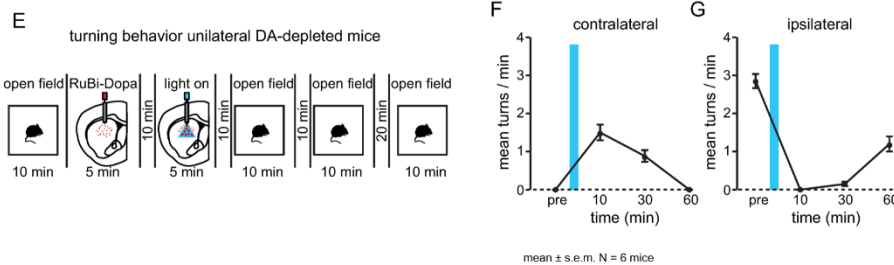 E
turning behavior unilateral DA-depleted mice
open field RuBi-Dopa light on open field open field open field
10 min 10 min 10 min 20 min
10 min 5 min 5 min 10 min 10 min 10 min
F
contralateral
mean turns / min
4
3
2
1
0
pre 10 30 60
time (min)
G
ipsilateral
mean turns / min
4
3
2
1
0
pre 10 30 60
time (min)
mean ± s.e.m. N = 6 mice